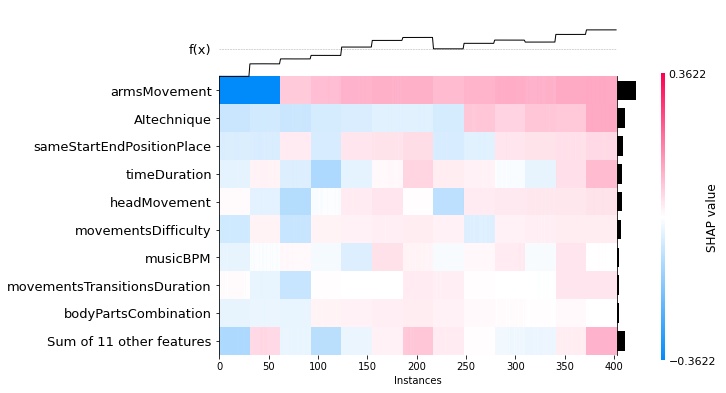 f(x)
0.3622
armsMovement
AItechnique
sameStartEndPositionPlace
timeDuration
headMovement
movementsDifficulty
musicBPM
movementsTransitionsDuration
bodyPartsCombination
Sum of 11 other features
SHAP value
−0.3622
0 50 100 150 200 250 300 350 400
Instances